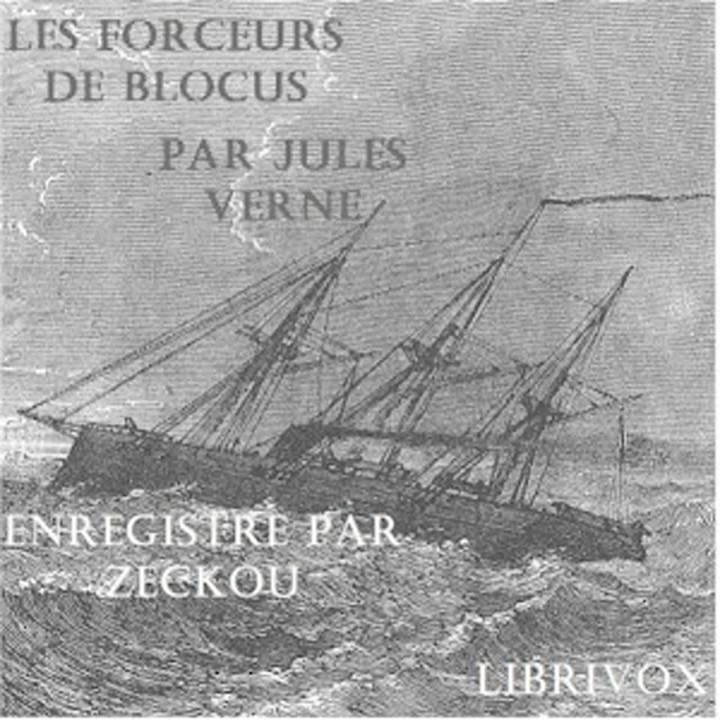 LES FORCEURS
DE BLOCUS
PAR JULES
VERNE
ENREGISTRE PAR
ZECKOU
LIBRIVOX